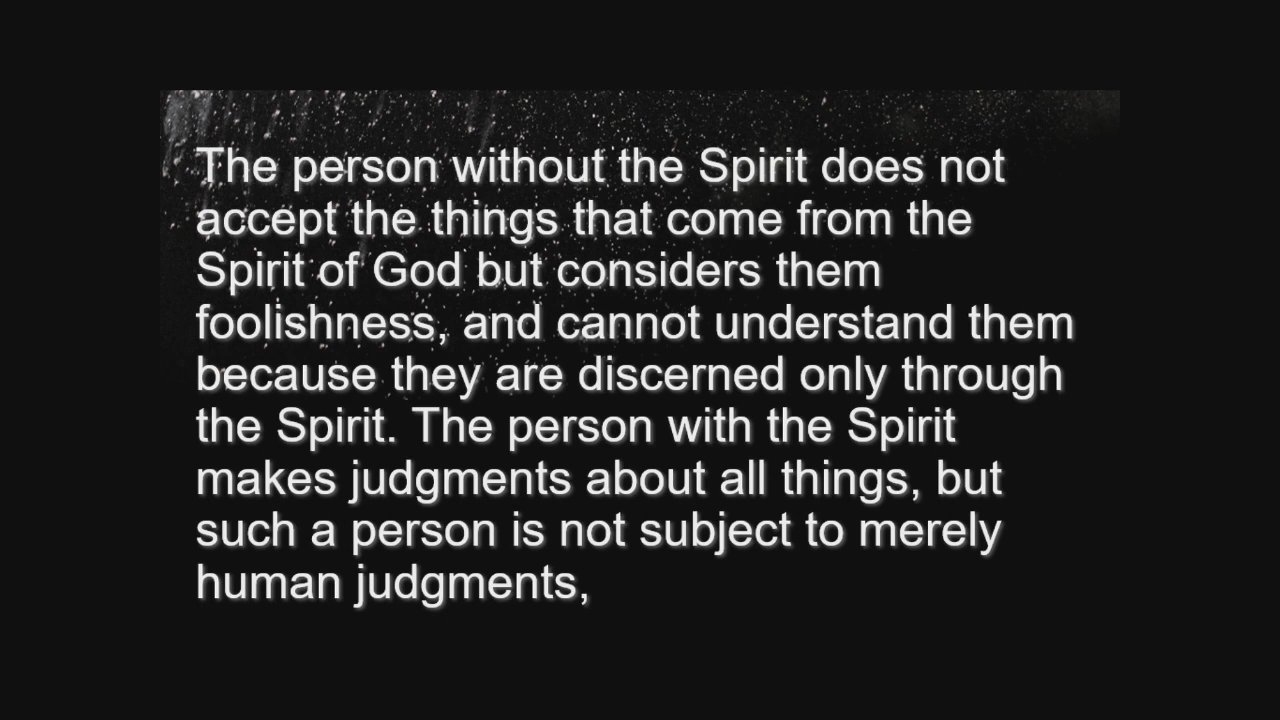 The person without the Spirit does not
accept the things that come from the
Spirit of God but considers them
foolishness, and cannot understand them
because they are discerned only through
the Spirit. The person with the Spirit
makes judgments about all things, but
such a person is not subject to merely
human judgments,